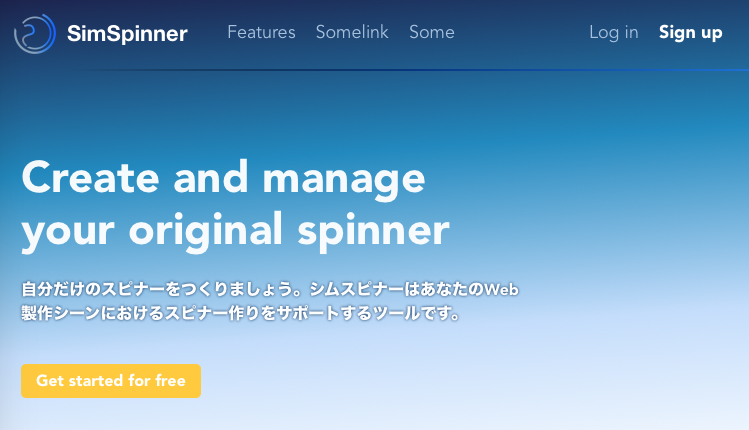 SimSpinner Features Somelink Some Log in Sign up
Create and manage
your original spinner
自分だけのスピナーをつくりましょう。シムスピナーはあなたのWeb
製作シーンにおけるスピナー作りをサポートするツールです。
Get started for free